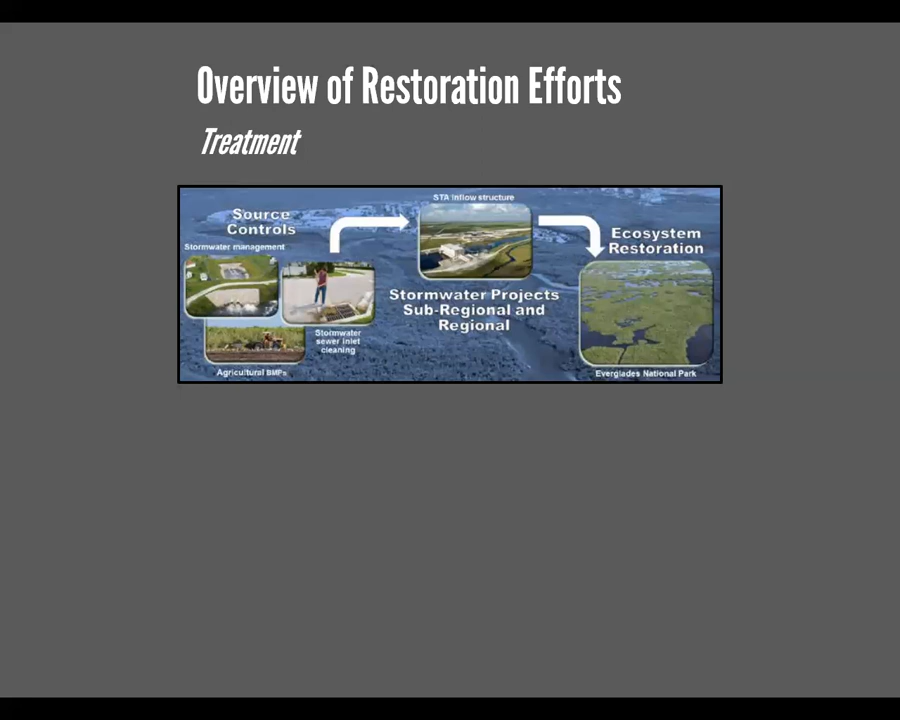 Overview of Restoration Efforts
Treatment
Source
Controls
Stormwater management
Stormwater
sewer inlet
cleaning
Agricultural BMPs
STA Inflow structure
Stormwater Projects
Sub-Regional and
Regional
Ecosystem
Restoration
Everglades National Park